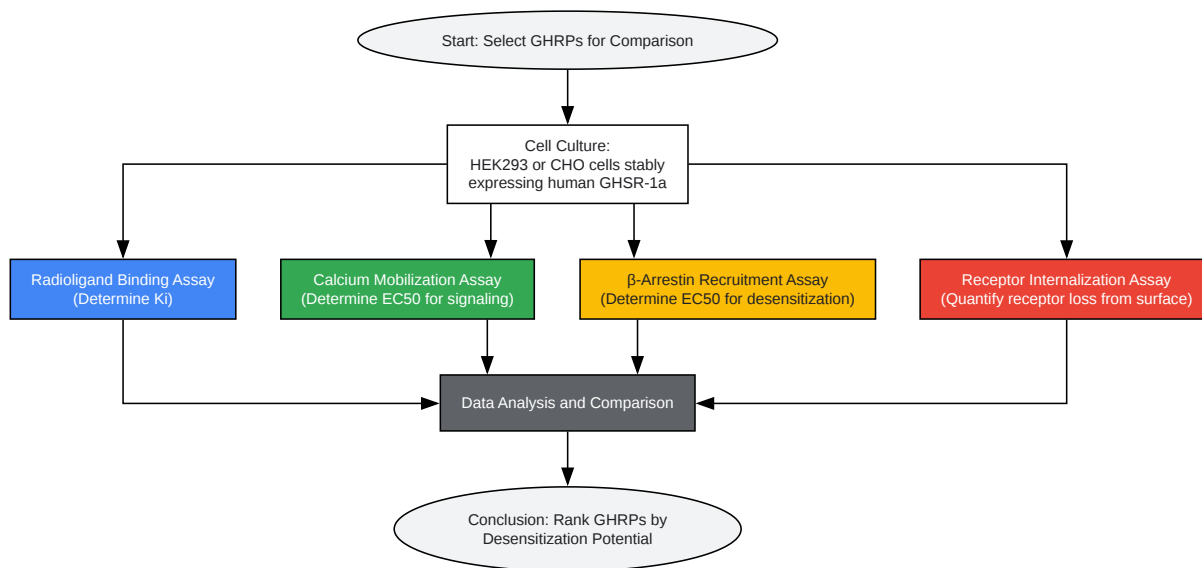 Start: Select GHRPs for Comparison
Cell Culture:
HEK293 or CHO cells stably
expressing human GHSR-1a
Radioligand Binding Assay
(Determine Ki)
Calcium Mobilization Assay
(Determine EC50 for signaling)
β-Arrestin Recruitment Assay
(Determine EC50 for desensitization)
Receptor Internalization Assay
(Quantify receptor loss from surface)
Data Analysis and Comparison
Conclusion: Rank GHRPs by
Desensitization Potential